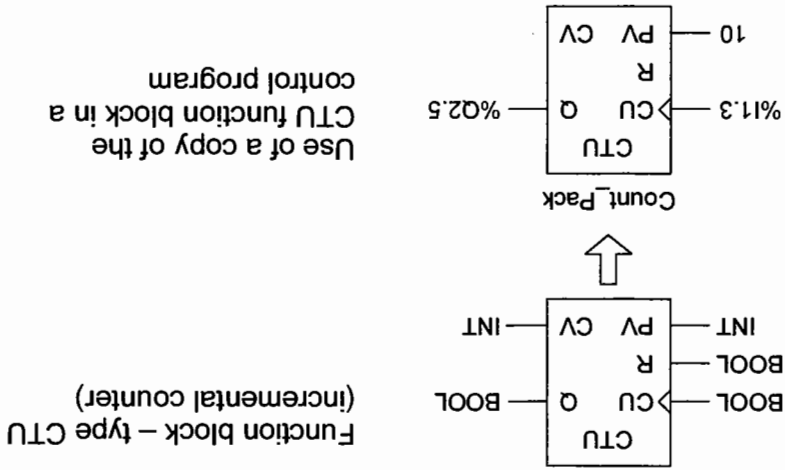 CTU
BOOL CU Q BOOL
BOOL R
INT PV CV INT
Function block – type CTU
(incremental counter)
Count_Pack
CTU
%I1.3 CU Q %Q2.5
R
10 PV CV
Use of a copy of the
CTU function block in a
control program